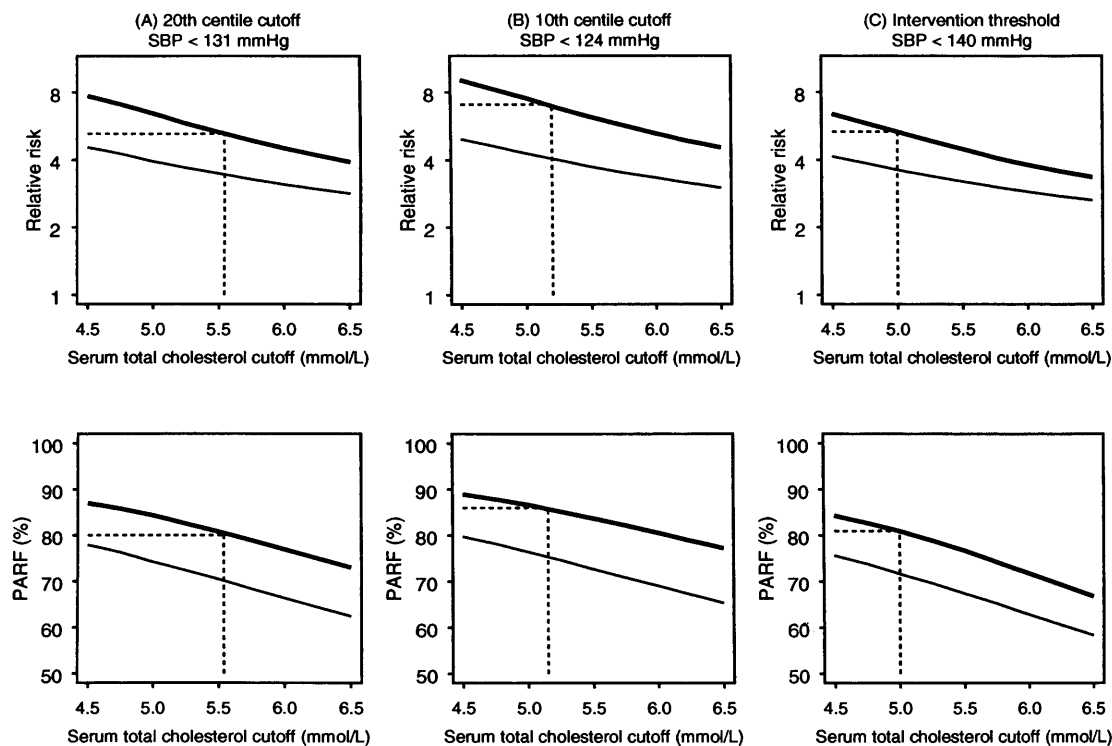 (A) 20th centile cutoff
SBP < 131 mmHg
(B) 10th centile cutoff
SBP < 124 mmHg
(C) Intervention threshold
SBP < 140 mmHg
Relative risk
8
4
2
1
4.5 5.0 5.5 6.0 6.5
Serum total cholesterol cutoff (mmol/L)
Relative risk
8
4
2
1
4.5 5.0 5.5 6.0 6.5
Serum total cholesterol cutoff (mmol/L)
Relative risk
8
4
2
1
4.5 5.0 5.5 6.0 6.5
Serum total cholesterol cutoff (mmol/L)
PARF (%)
100
90
80
70
60
50
4.5 5.0 5.5 6.0 6.5
Serum total cholesterol cutoff (mmol/L)
PARF (%)
100
90
80
70
60
50
4.5 5.0 5.5 6.0 6.5
Serum total cholesterol cutoff (mmol/L)
PARF (%)
100
90
80
70
60
50
4.5 5.0 5.5 6.0 6.5
Serum total cholesterol cutoff (mmol/L)